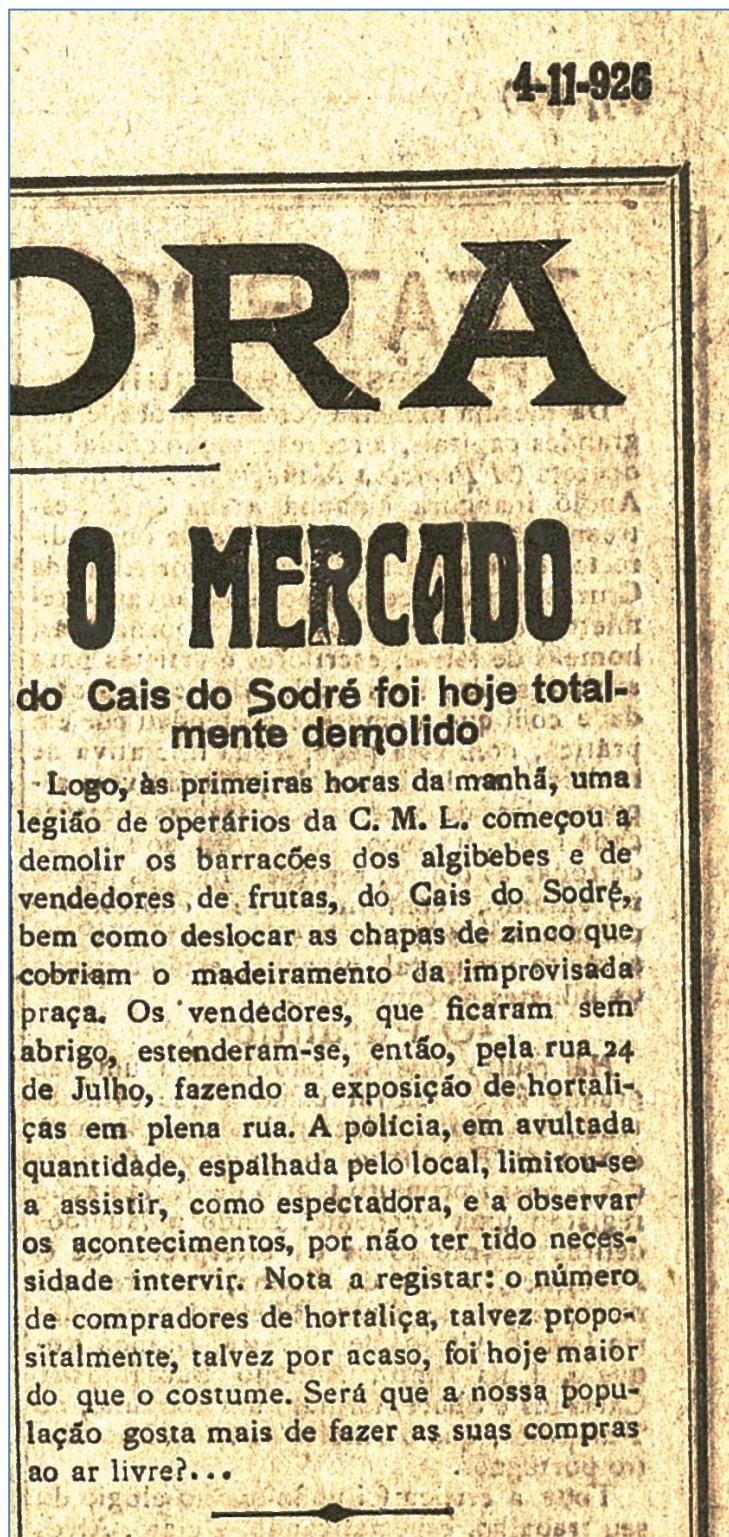 4-11-926
ORA
O MERCADO
do Cais do Sodré foi hoje total-
mente demolido
Logo, às primeiras horas da manhã, uma
legião de operários da C. M. L. começou a
demolir os barracões dos algibebes e de
vendedores de frutas, do Cais do Sodré,
bem como deslocar as chapas de zinco que
cobriam o madeiramento da improvisada
praça. Os vendedores, que ficaram sem
abrigo, estenderam-se, então, pela rua 24
de Julho, fazendo a exposição de hortali-
ças em plena rua. A polícia, em avultada
quantidade, espalhada pelo local, limitou-se
a assistir, como espectadora, e a observar
os acontecimentos, por não ter tido neces-
sidade intervir. Nota a registar: o número
de compradores de hortaliça, talvez propo-
sitalmente, talvez por acaso, foi hoje maior
do que o costume. Será que a nossa popu-
lação gosta mais de fazer as suas compras
ao ar livre?...